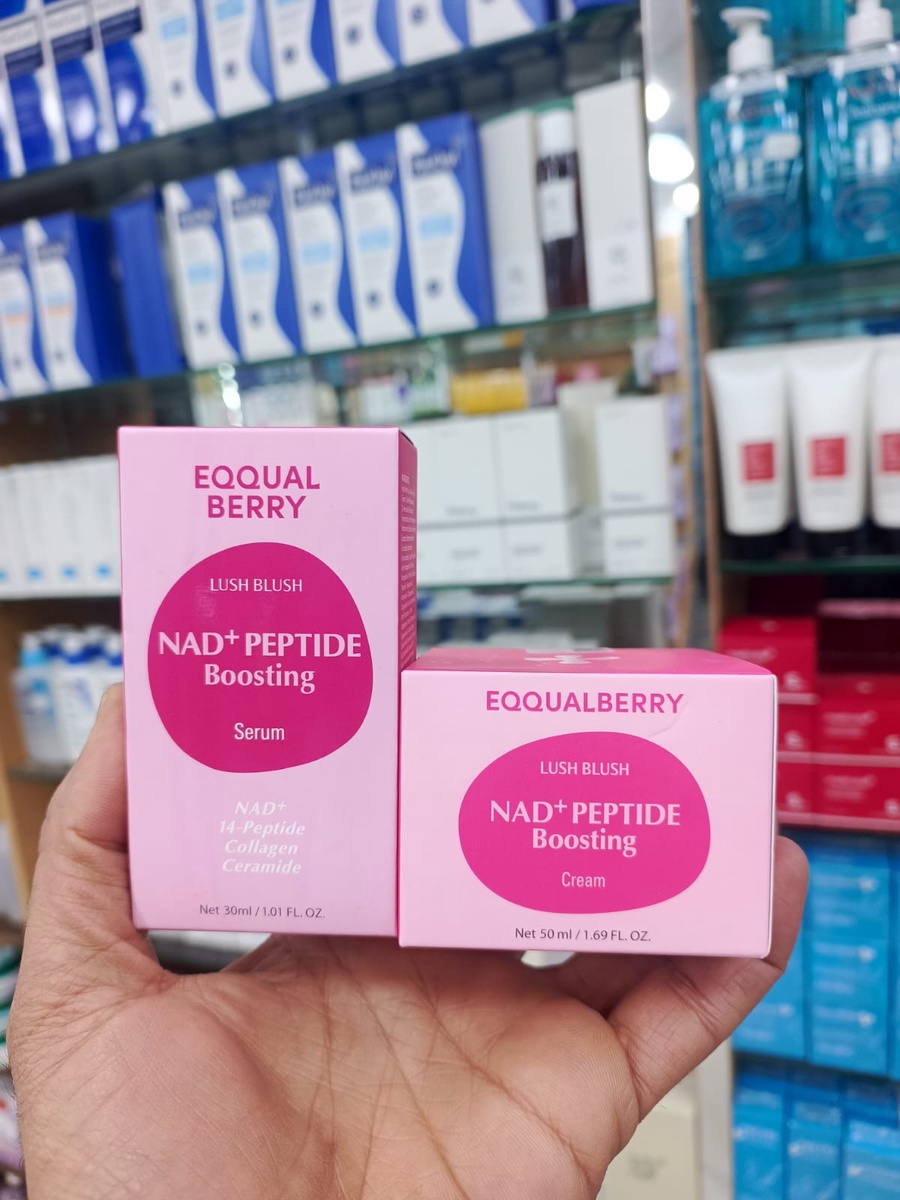 EQQUAL
BERRY
LUSH BLUSH
NAD+ PEPTIDE
Boosting
Serum
NAD+
14-Peptide
Collagen
Ceramide
Net 30ml / 1.01 FL. OZ.
EQQUALBERRY
LUSH BLUSH
NAD+ PEPTIDE
Boosting
Cream
Net 50 ml / 1.69 FL. OZ.